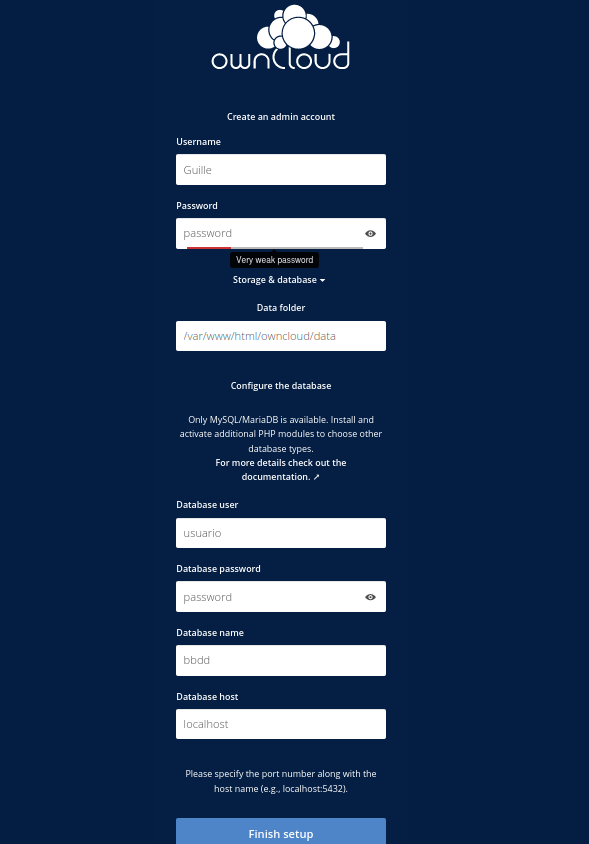 ownCloud
Create an admin account
Username
Guille
Password
password
Very weak password
Storage & database
Data folder
/var/www/html/owncloud/data
Configure the database
Only MySQL/MariaDB is available. Install and
activate additional PHP modules to choose other
database types.
For more details check out the
documentation. ↗
Database user
usuario
Database password
password
Database name
bbdd
Database host
localhost
Please specify the port number along with the
host name (e.g., localhost:5432).
Finish setup